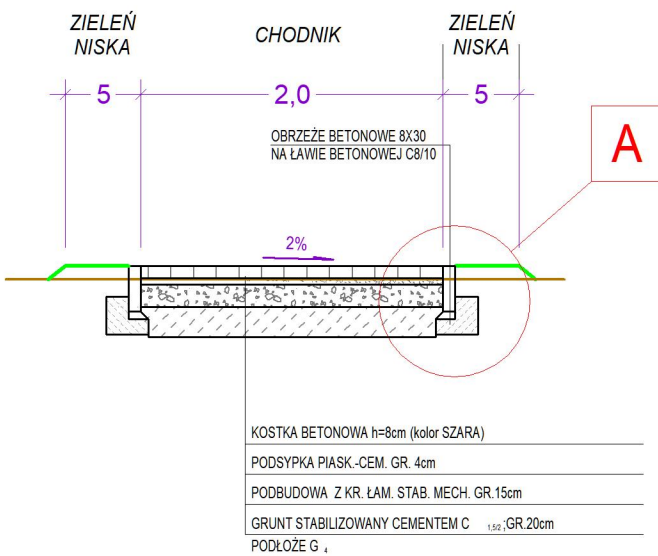 ZIELEŃ
NISKA
CHODNIK
ZIELEŃ
NISKA
5
2,0
5
OBRZEŻE BETONOWE 8X30
NA ŁAWIE BETONOWEJ C8/10
A
2%
KOSTKA BETONOWA h=8cm (kolor SZARA)
PODSYPKA PIASK.-CEM. GR. 4cm
PODBUDOWA Z KR. ŁAM. STAB. MECH. GR.15cm
GRUNT STABILIZOWANY CEMENTEM C 1,5/2 ;GR.20cm
PODŁOŻE G 4